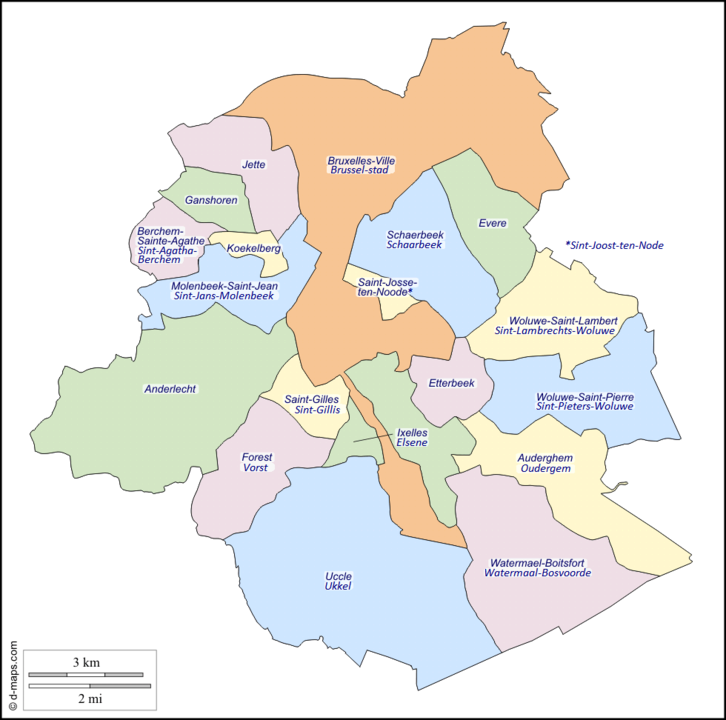 Jette
Bruxelles-Ville
Brussel-stad
Ganshoren
Evere
Berchem-
Sainte-Agathe
Sint-Agatha-
Berchem
Koekelberg
Schaerbeek
Schaarbeek
*Sint-Joost-ten-Node
Molenbeek-Saint-Jean
Sint-Jans-Molenbeek
Saint-Josse-
ten-Noode*
Woluwe-Saint-Lambert
Sint-Lambrechts-Woluwe
Anderlecht
Etterbeek
Saint-Gilles
Sint-Gillis
Woluwe-Saint-Pierre
Sint-Pieters-Woluwe
Ixelles
Elsene
Forest
Vorst
Auderghem
Oudergem
Uccle
Ukkel
Watermael-Boitsfort
Watermaal-Bosvoorde
3 km
2 mi
© d-maps.com